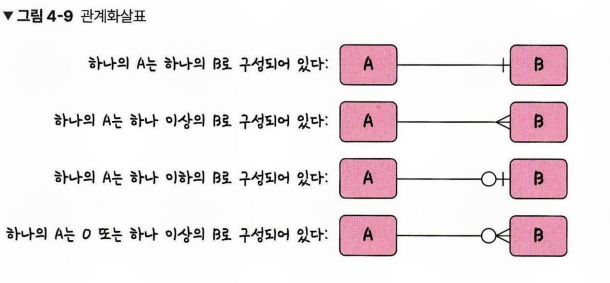 ▼ 그림 4-9 관계화살표
하나의 A는 하나의 B로 구성되어 있다: A B
하나의 A는 하나 이상의 B로 구성되어 있다: A B
하나의 A는 하나 이하의 B로 구성되어 있다: A B
하나의 A는 0 또는 하나 이상의 B로 구성되어 있다: A B